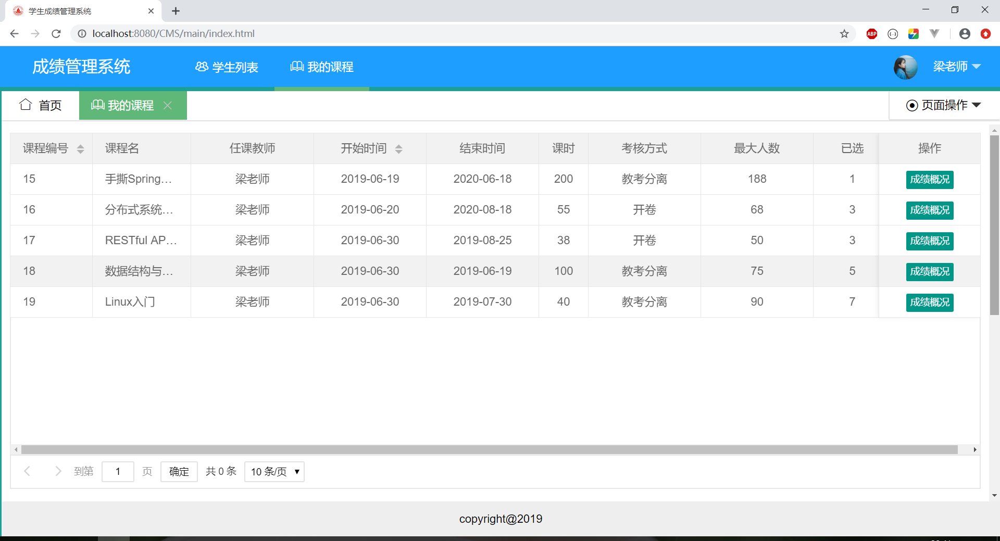 学生成绩管理系统
localhost:8080/CMS/main/index.html
ABP
成绩管理系统 学生列表 我的课程 梁老师
首页 我的课程 页面操作
课程编号 课程名 任课教师 开始时间 结束时间 课时 考核方式 最大人数 已选 操作
15 手撕Spring... 梁老师 2019-06-19 2020-06-18 200 教考分离 188 1 成绩概况
16 分布式系统... 梁老师 2019-06-20 2020-08-18 55 开卷 68 3 成绩概况
17 RESTful AP... 梁老师 2019-06-30 2019-08-25 38 开卷 50 3 成绩概况
18 数据结构与... 梁老师 2019-06-30 2019-06-19 100 教考分离 75 5 成绩概况
19 Linux入门 梁老师 2019-06-30 2019-07-30 40 教考分离 90 7 成绩概况
到第 1 页 确定 共 0 条 10 条/页
copyright@2019